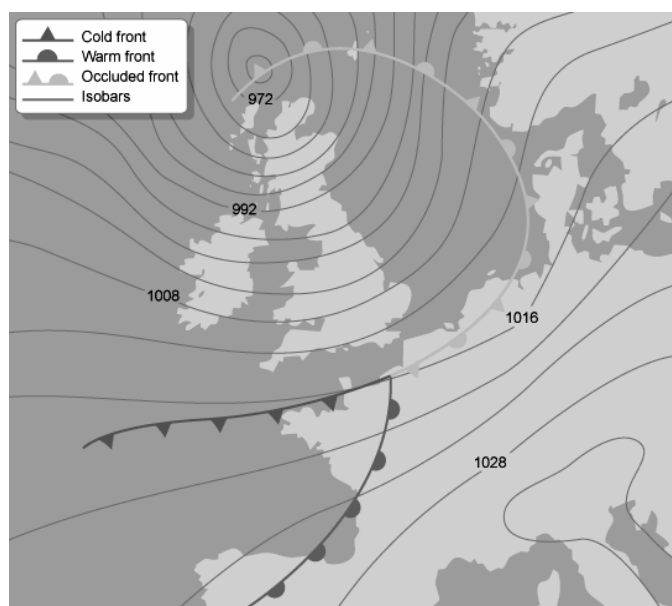 Cold front
Warm front
Occluded front
Isobars
972
992
1008
1016
1028